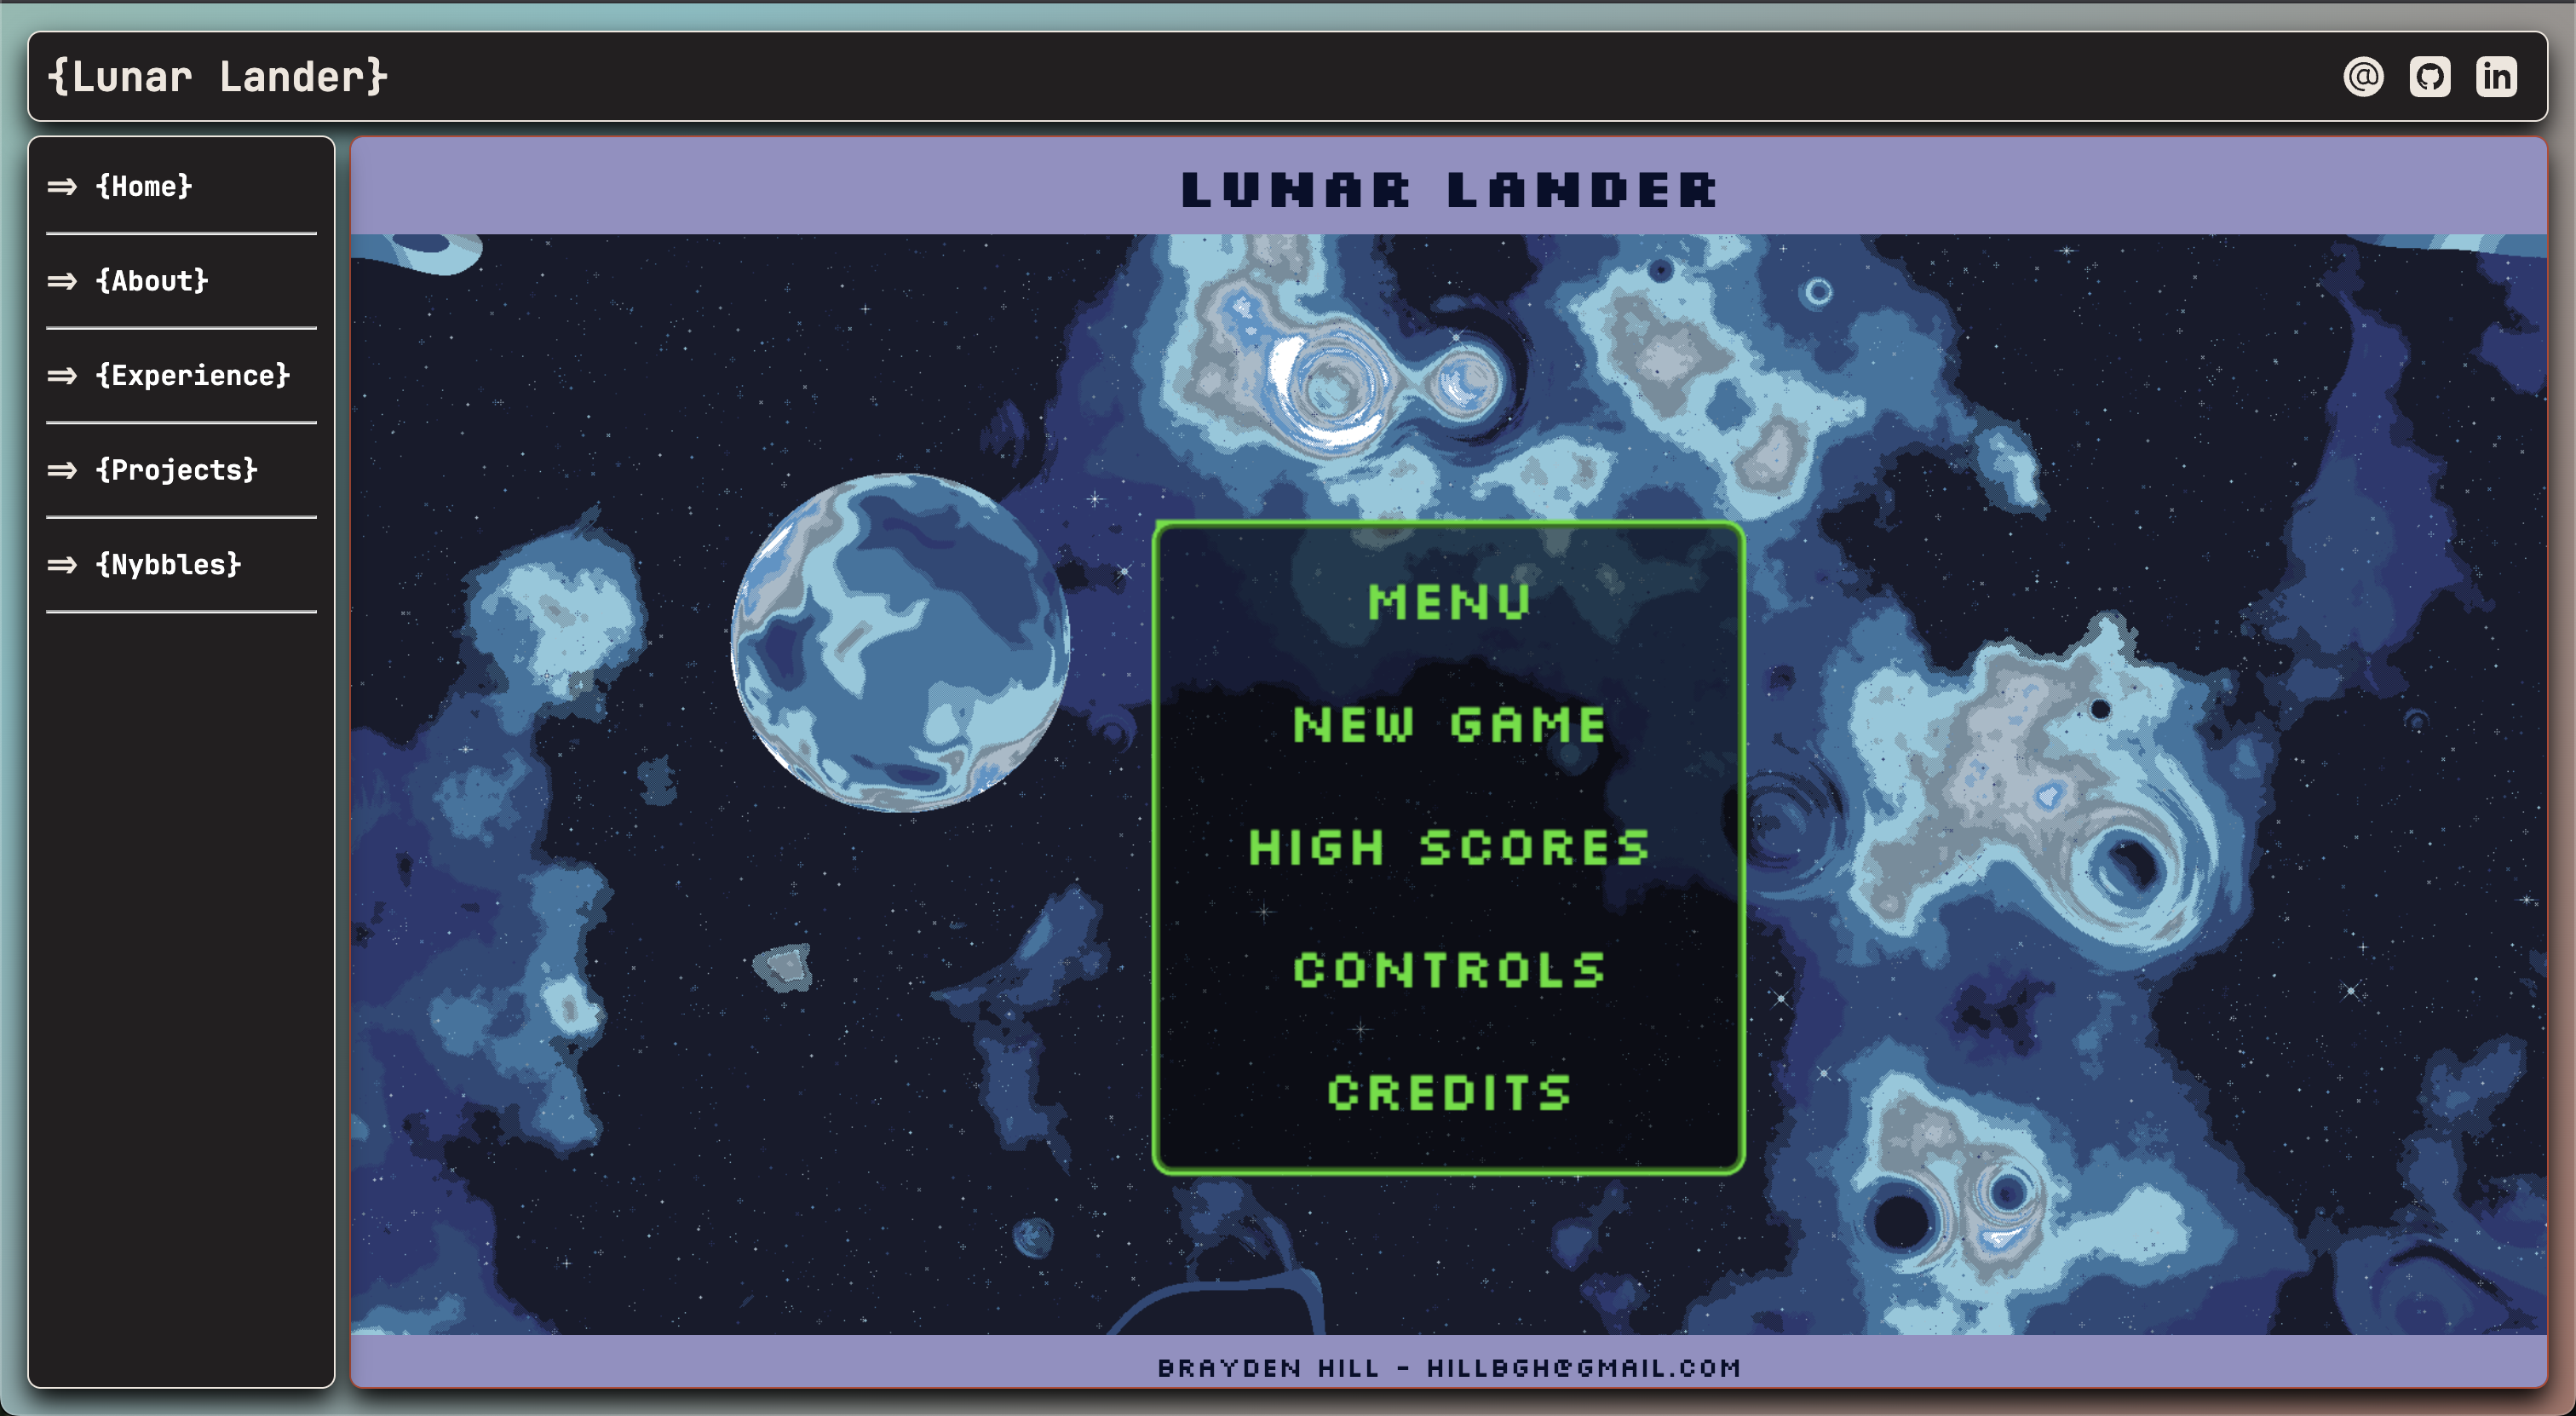 {Lunar Lander}
@ in
=> {Home}
=> {About}
=> {Experience}
=> {Projects}
=> {Nybbles}
LUNAR LANDER
MENU
NEW GAME
HIGH SCORES
CONTROLS
CREDITS
BRAYDEN HILL - HILLBGH@GMAIL.COM